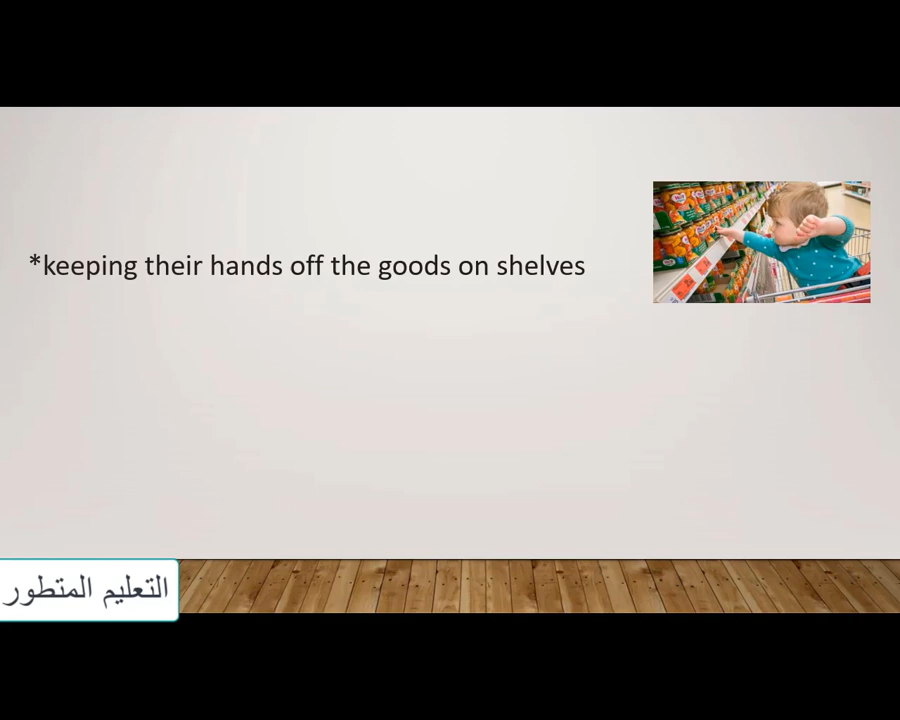 *keeping their hands off the goods on shelves
التعليم المتطور